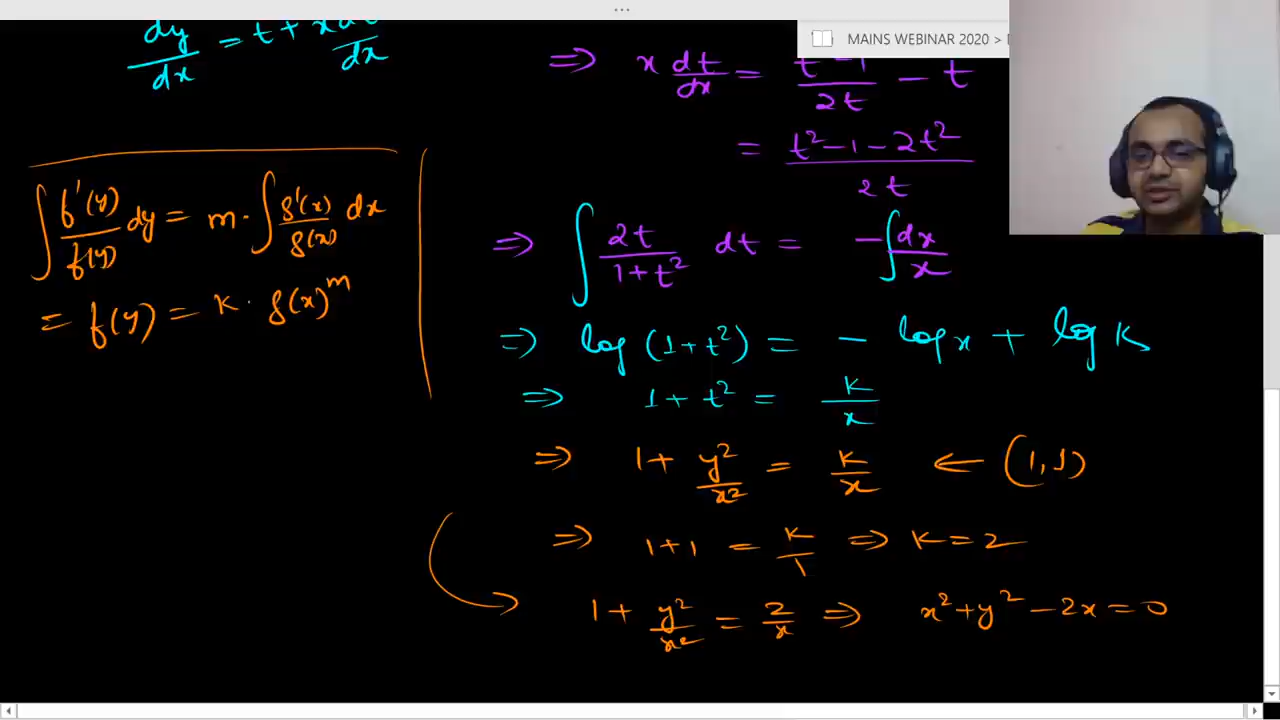 dy/dx = t + x dt/dx
MAINS WEBINAR 2020 >
⇒ x dt/dx = t²-1/2t - t
= t²-1-2t²/2t
∫ f'(y)/f(y) dy = m · ∫ g'(x)/g(x) dx
= f(y) = k · g(x)^m
⇒ ∫ 2t/1+t² dt = -∫ dx/x
⇒ log (1+t²) = - log x + log k
⇒ 1 + t² = k/x
⇒ 1 + y²/x² = k/x ← (1,1)
⇒ 1+1 = k/1 ⇒ k = 2
→ 1 + y²/x² = 2/x ⇒ x²+y²-2x=0